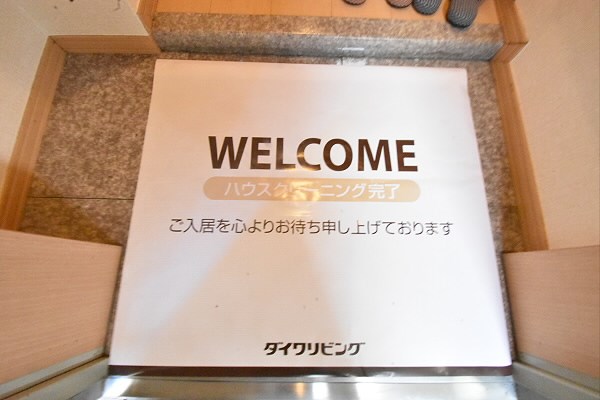 WELCOME
ハウスクリーニング完了
ご入居を心よりお待ち申し上げております
ダイワリビング